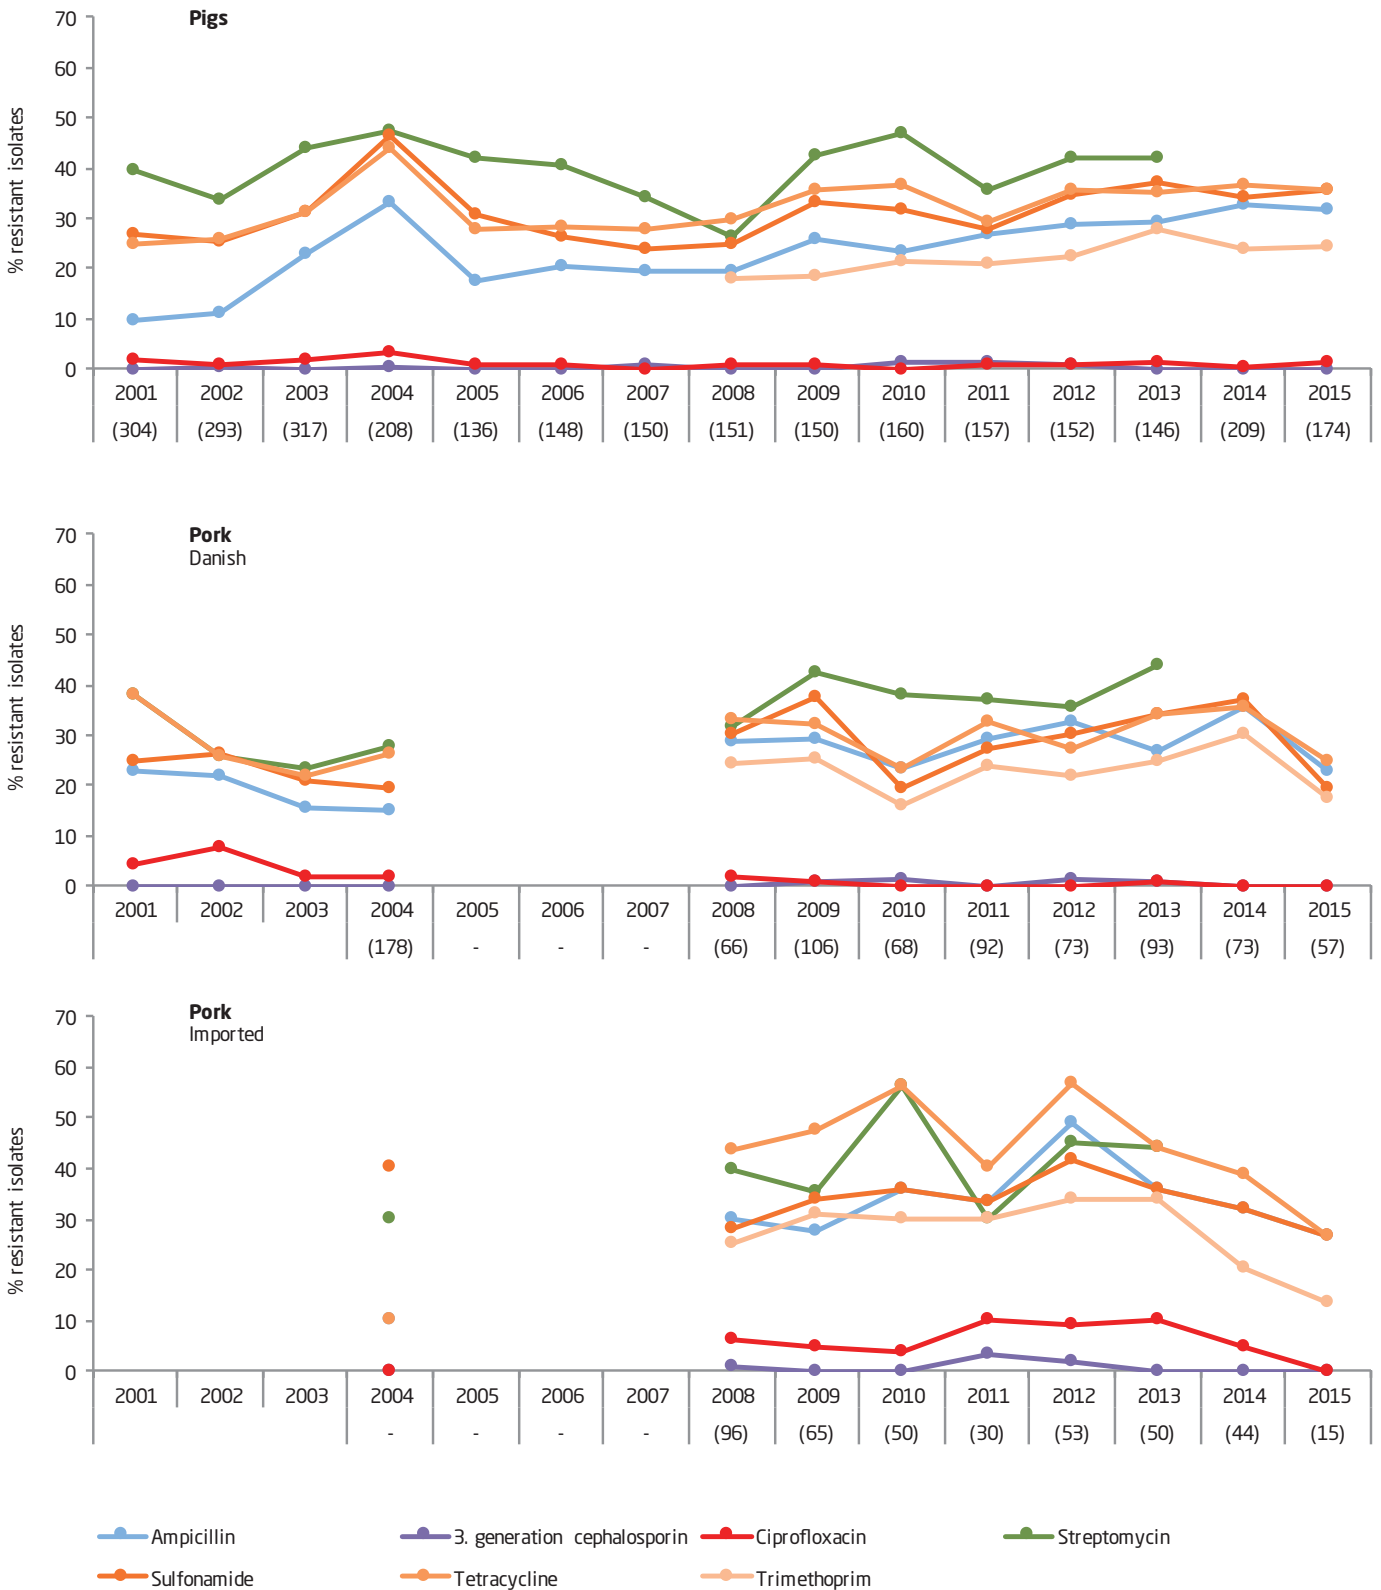 Pigs
% resistant isolates
70
60
50
40
30
20
10
0
2001 2002 2003 2004 2005 2006 2007 2008 2009 2010 2011 2012 2013 2014 2015
(304) (293) (317) (208) (136) (148) (150) (151) (150) (160) (157) (152) (146) (209) (174)
Pork
Danish
% resistant isolates
70
60
50
40
30
20
10
0
2001 2002 2003 2004 2005 2006 2007 2008 2009 2010 2011 2012 2013 2014 2015
(178) - - - (66) (106) (68) (92) (73) (93) (73) (57)
Pork
Imported
% resistant isolates
70
60
50
40
30
20
10
0
2001 2002 2003 2004 2005 2006 2007 2008 2009 2010 2011 2012 2013 2014 2015
- - - - (96) (65) (50) (30) (53) (50) (44) (15)
Ampicillin 3. generation cephalosporin Ciprofloxacin Streptomycin
Sulfonamide Tetracycline Trimethoprim